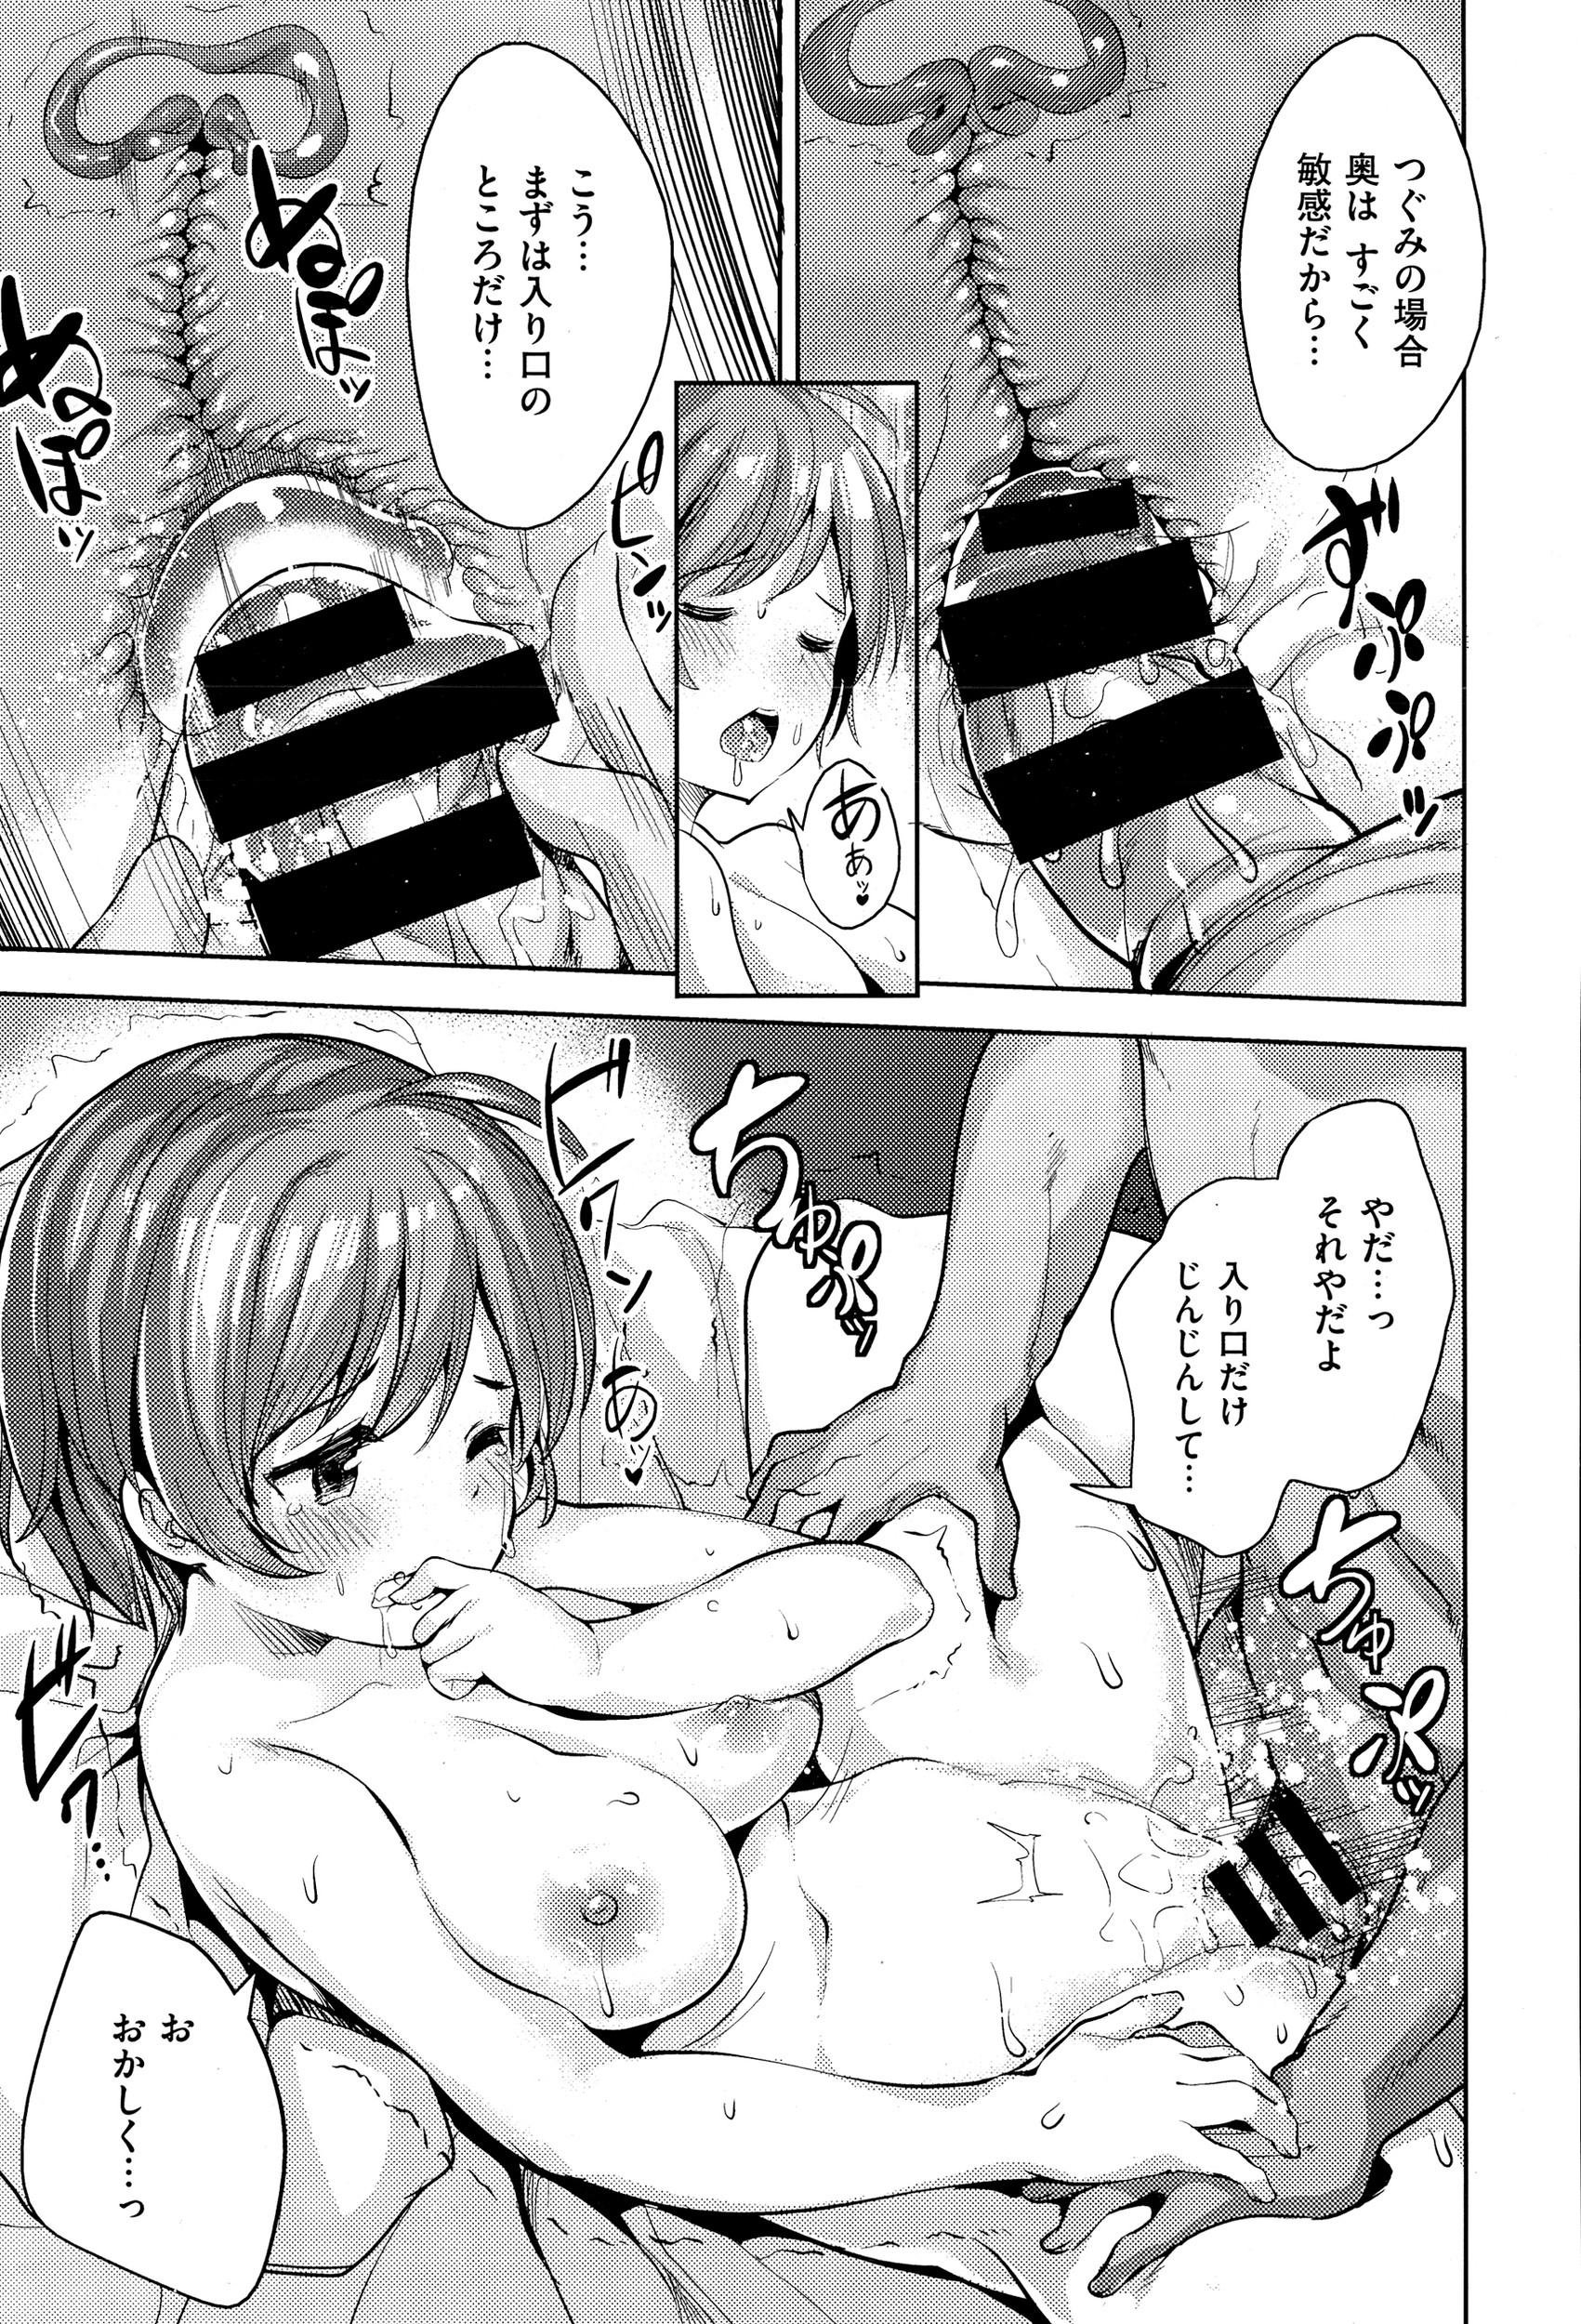 つぐみの場合
奥は すごく
敏感だから…
ずぷぷッ
あぁッ♥
ビンッ
こう…
まずは入り口の
ところだけ…
ぬぽッ
ぬぽッ
やだ…っ
それやだよ
入り口だけ
じんじんして…
ちゅぷッ
ちゅぷッ
ビクンッ
あッ♥
ビクッ…
お
おかしく…っ